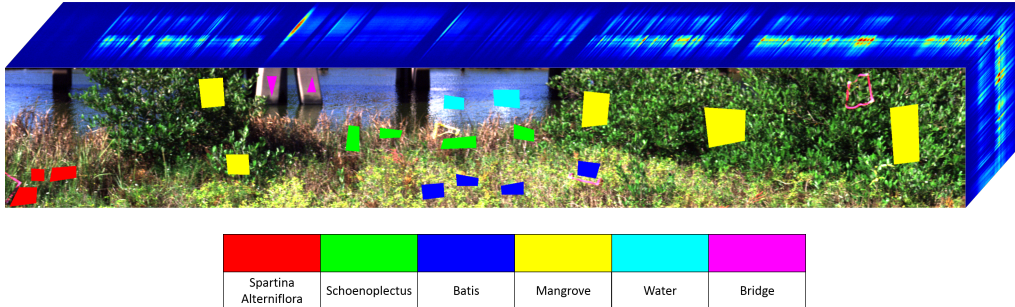 Spartina
Alterniflora
Schoenoplectus
Batis
Mangrove
Water
Bridge